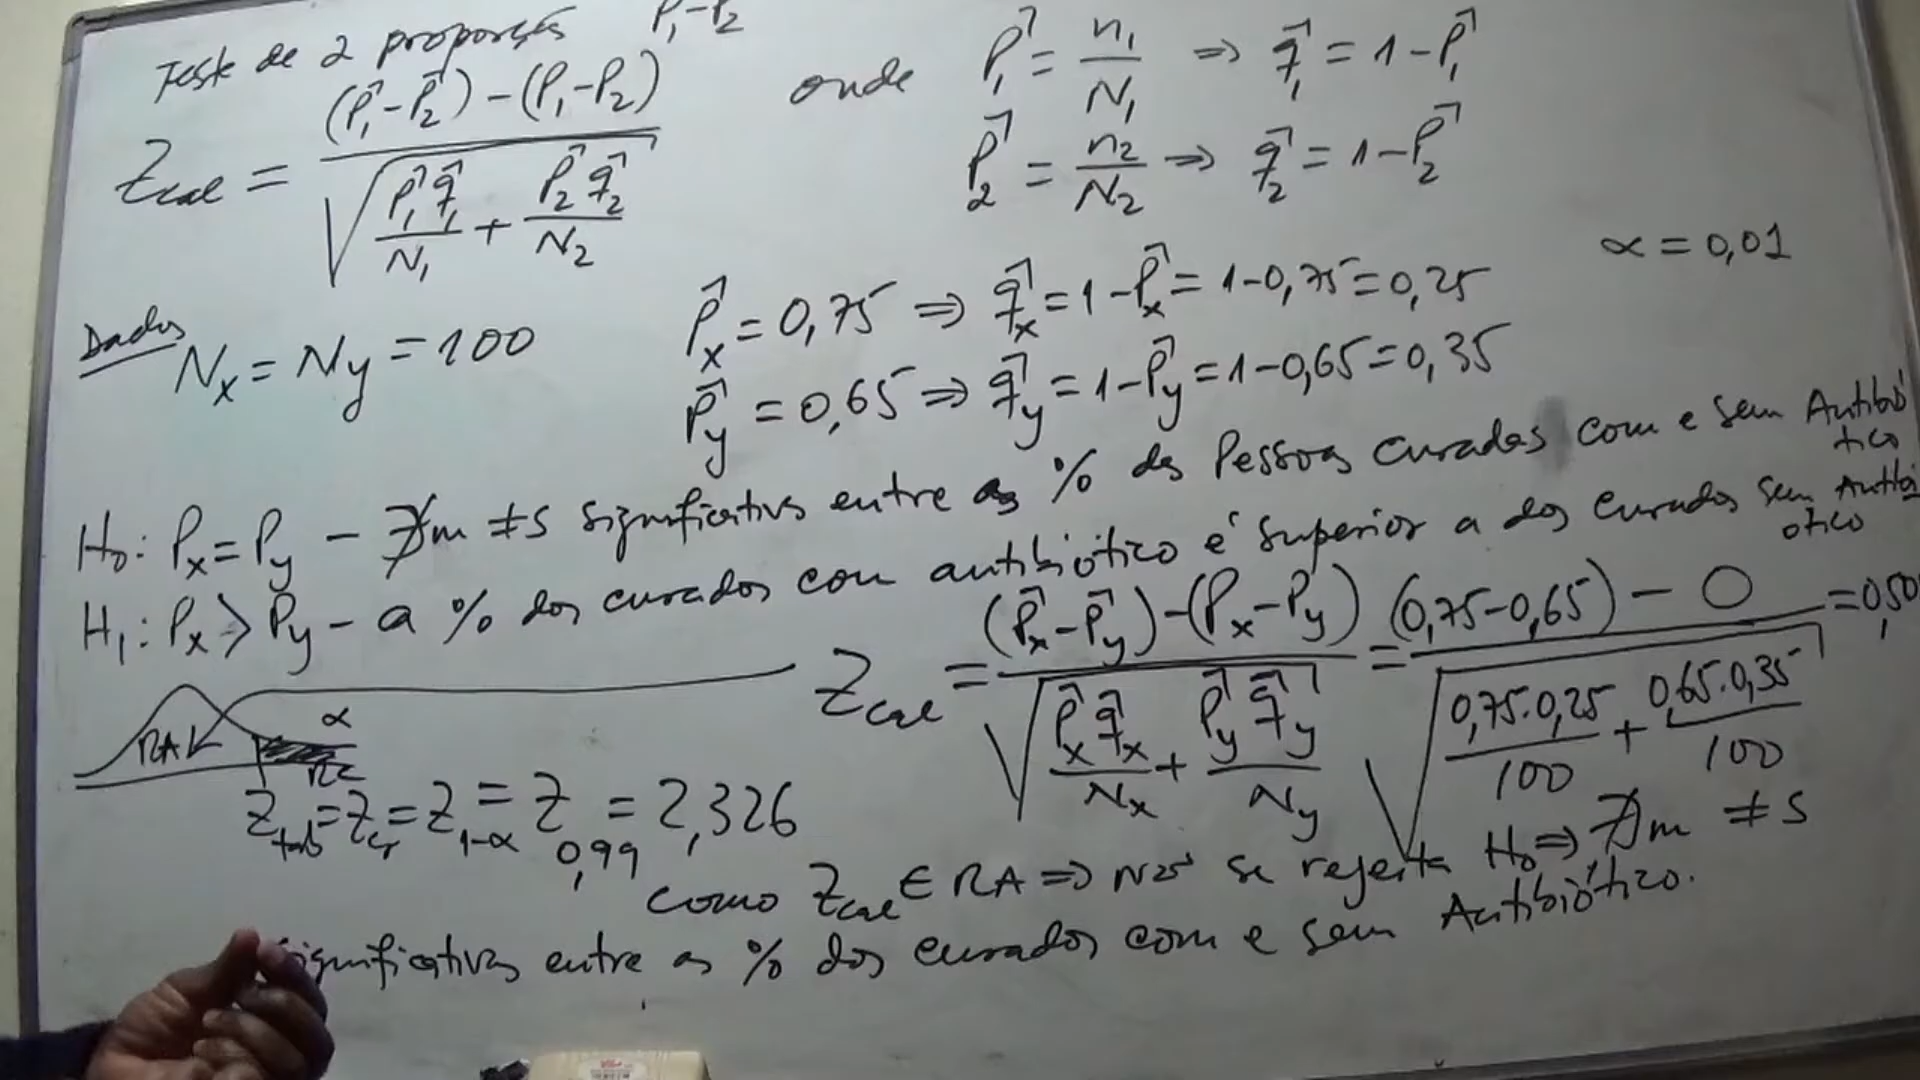 Teste de 2 proporções P₁-P₂
Zcal = (P̂₁-P̂₂)-(P₁-P₂) / √(P̂₁q̂₁/N₁ + P̂₂q̂₂/N₂)
onde P̂₁ = n₁/N₁ ⇒ q̂₁ = 1-P̂₁
P̂₂ = n₂/N₂ ⇒ q̂₂ = 1-P̂₂
α = 0,01
Dados
Nx = Ny = 100
P̂x = 0,75 ⇒ q̂x = 1-P̂x = 1-0,75 = 0,25
P̂y = 0,65 ⇒ q̂y = 1-P̂y = 1-0,65 = 0,35
H₀: Px = Py - ∄m ≠s significativas entre as % das Pessoas curadas com e sem Antibiótico
H₁: Px > Py - a % dos curados com antibiótico é superior a dos curados sem Antibiótico
Zcal = (P̂x-P̂y)-(Px-Py) / √(P̂xq̂x/Nx + P̂yq̂y/Ny) = (0,75-0,65)-0 / √(0,75.0,25/100 + 0,65.0,35/100) = 0,50
RA α RC
Ztab = Zcr = Z1-α = Z0,99 = 2,326
como Zcal ∈ RA ⇒ Não se rejeita H₀ ⇒ ∄m ≠s
significativas entre as % dos curados com e sem Antibiótico.